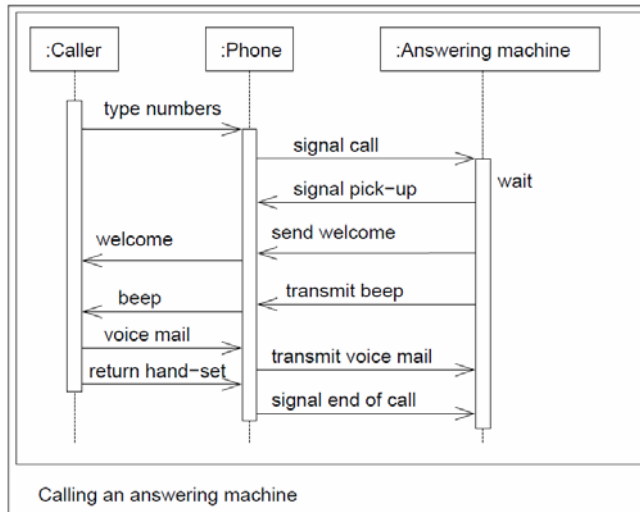 :Caller
:Phone
:Answering machine
type numbers
signal call
wait
signal pick-up
send welcome
welcome
transmit beep
beep
voice mail
transmit voice mail
return hand-set
signal end of call
Calling an answering machine